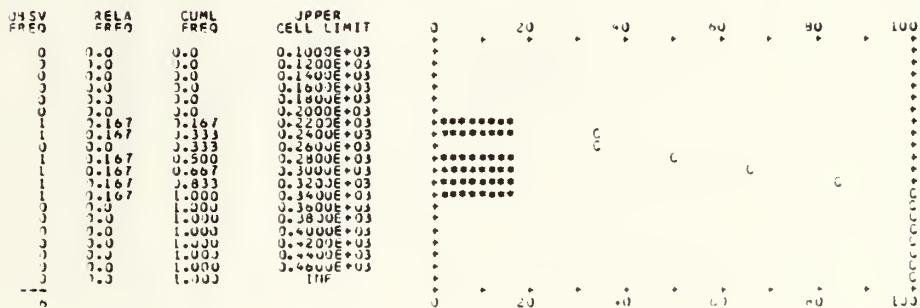 OBSV RELA CUML UPPER
FREQ FREQ FREQ CELL LIMIT 0 20 40 60 80 100
+ + + + + + + + + + +
0 0.0 0.0 0.1000E+03 +
0 0.0 0.0 0.1200E+03 +
0 0.0 0.0 0.1400E+03 +
0 0.0 0.0 0.1600E+03 +
0 0.0 0.0 0.1800E+03 +
0 0.0 0.0 0.2000E+03 +
1 0.167 0.167 0.2200E+03 +********
1 0.167 0.333 0.2400E+03 +******** C
0 0.0 0.333 0.2600E+03 + C
1 0.167 0.500 0.2800E+03 +******** C
1 0.167 0.667 0.3000E+03 +******** C
1 0.167 0.833 0.3200E+03 +******** C
1 0.167 1.000 0.3400E+03 +******** C
0 0.0 1.000 0.3600E+03 + C
0 0.0 1.000 0.3800E+03 + C
0 0.0 1.000 0.4000E+03 + C
0 0.0 1.000 0.4200E+03 + C
0 0.0 1.000 0.4400E+03 + C
0 0.0 1.000 0.4600E+03 + C
0 0.0 1.000 INF + C
--- + + + + + + + + + + +
6 0 20 40 60 80 100